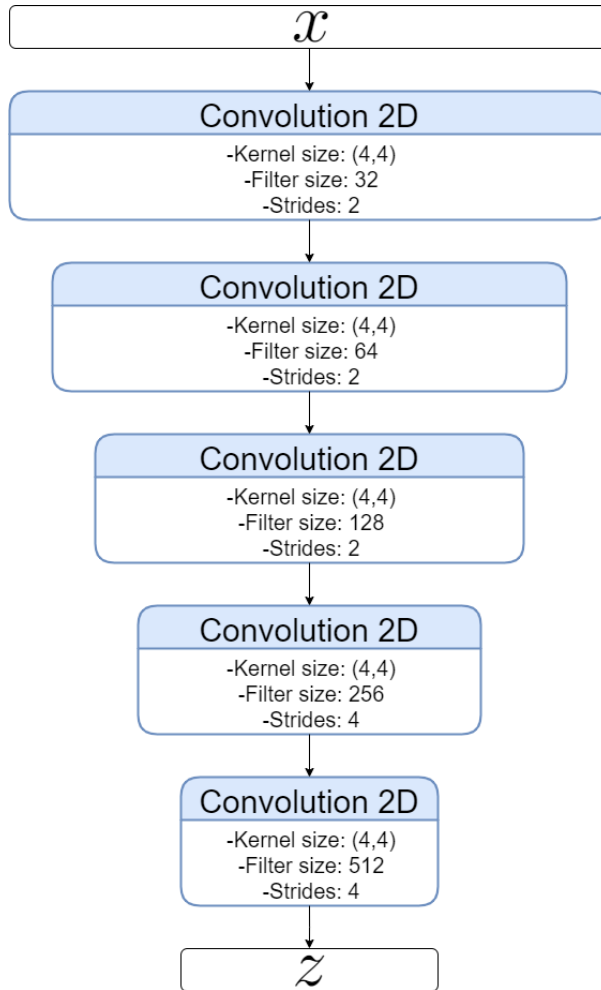 x
Convolution 2D
-Kernel size: (4,4)
-Filter size: 32
-Strides: 2
Convolution 2D
-Kernel size: (4,4)
-Filter size: 64
-Strides: 2
Convolution 2D
-Kernel size: (4,4)
-Filter size: 128
-Strides: 2
Convolution 2D
-Kernel size: (4,4)
-Filter size: 256
-Strides: 4
Convolution 2D
-Kernel size: (4,4)
-Filter size: 512
-Strides: 4
z